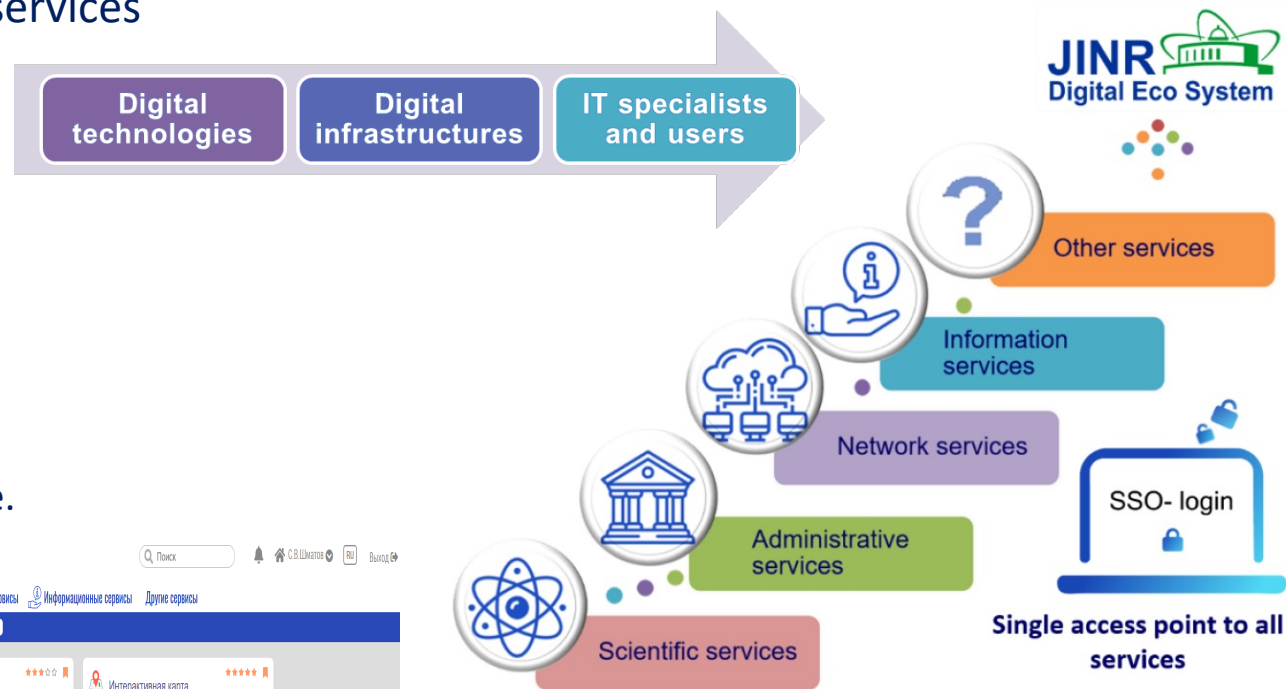 services
Digital
technologies
Digital
infrastructures
IT specialists
and users
JINR
Digital Eco System
?
Other services
Information
services
Network services
SSO- login
Administrative
services
Single access point to all
services
Scientific services
e.
Поиск
С.В.Шматов
RU
Выход
Информационные сервисы
Другие сервисы
Интерактивная карта